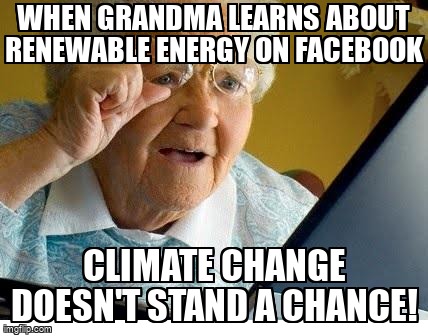 WHEN GRANDMA LEARNS ABOUT
RENEWABLE ENERGY ON FACEBOOK
CLIMATE CHANGE
DOESN'T STAND A CHANCE!
imgflip.com